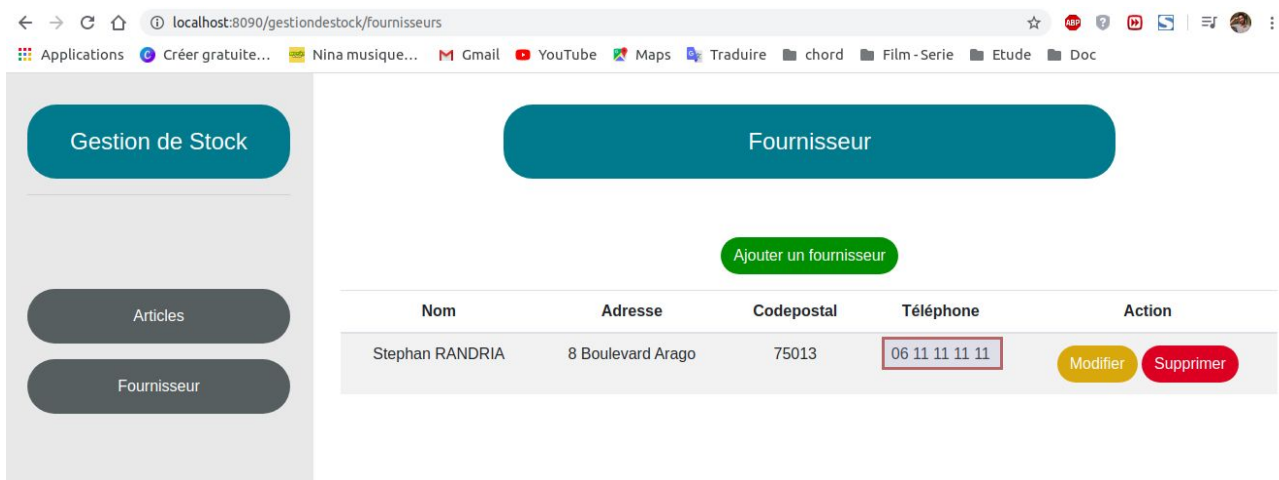 localhost:8090/gestiondestock/fournisseurs
ABP
Applications Créer gratuite... Nina musique... Gmail YouTube Maps Traduire chord Film - Serie Etude Doc
Gestion de Stock
Fournisseur
Ajouter un fournisseur
Articles
Fournisseur
Nom Adresse Codepostal Téléphone Action
Stephan RANDRIA 8 Boulevard Arago 75013 06 11 11 11 11 Modifier Supprimer